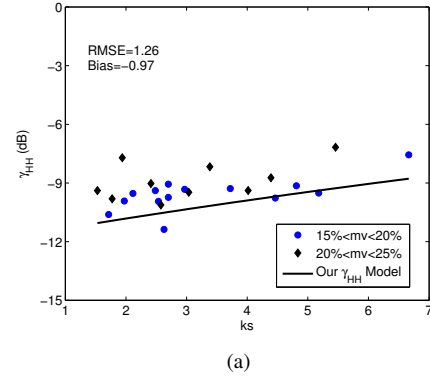 0
−3
−6
−9
−12
−15
γHH (dB)
RMSE=1.26
Bias=−0.97
15%<mv<20%
20%<mv<25%
Our γHH Model
1 2 3 4 5 6 7
ks
(a)